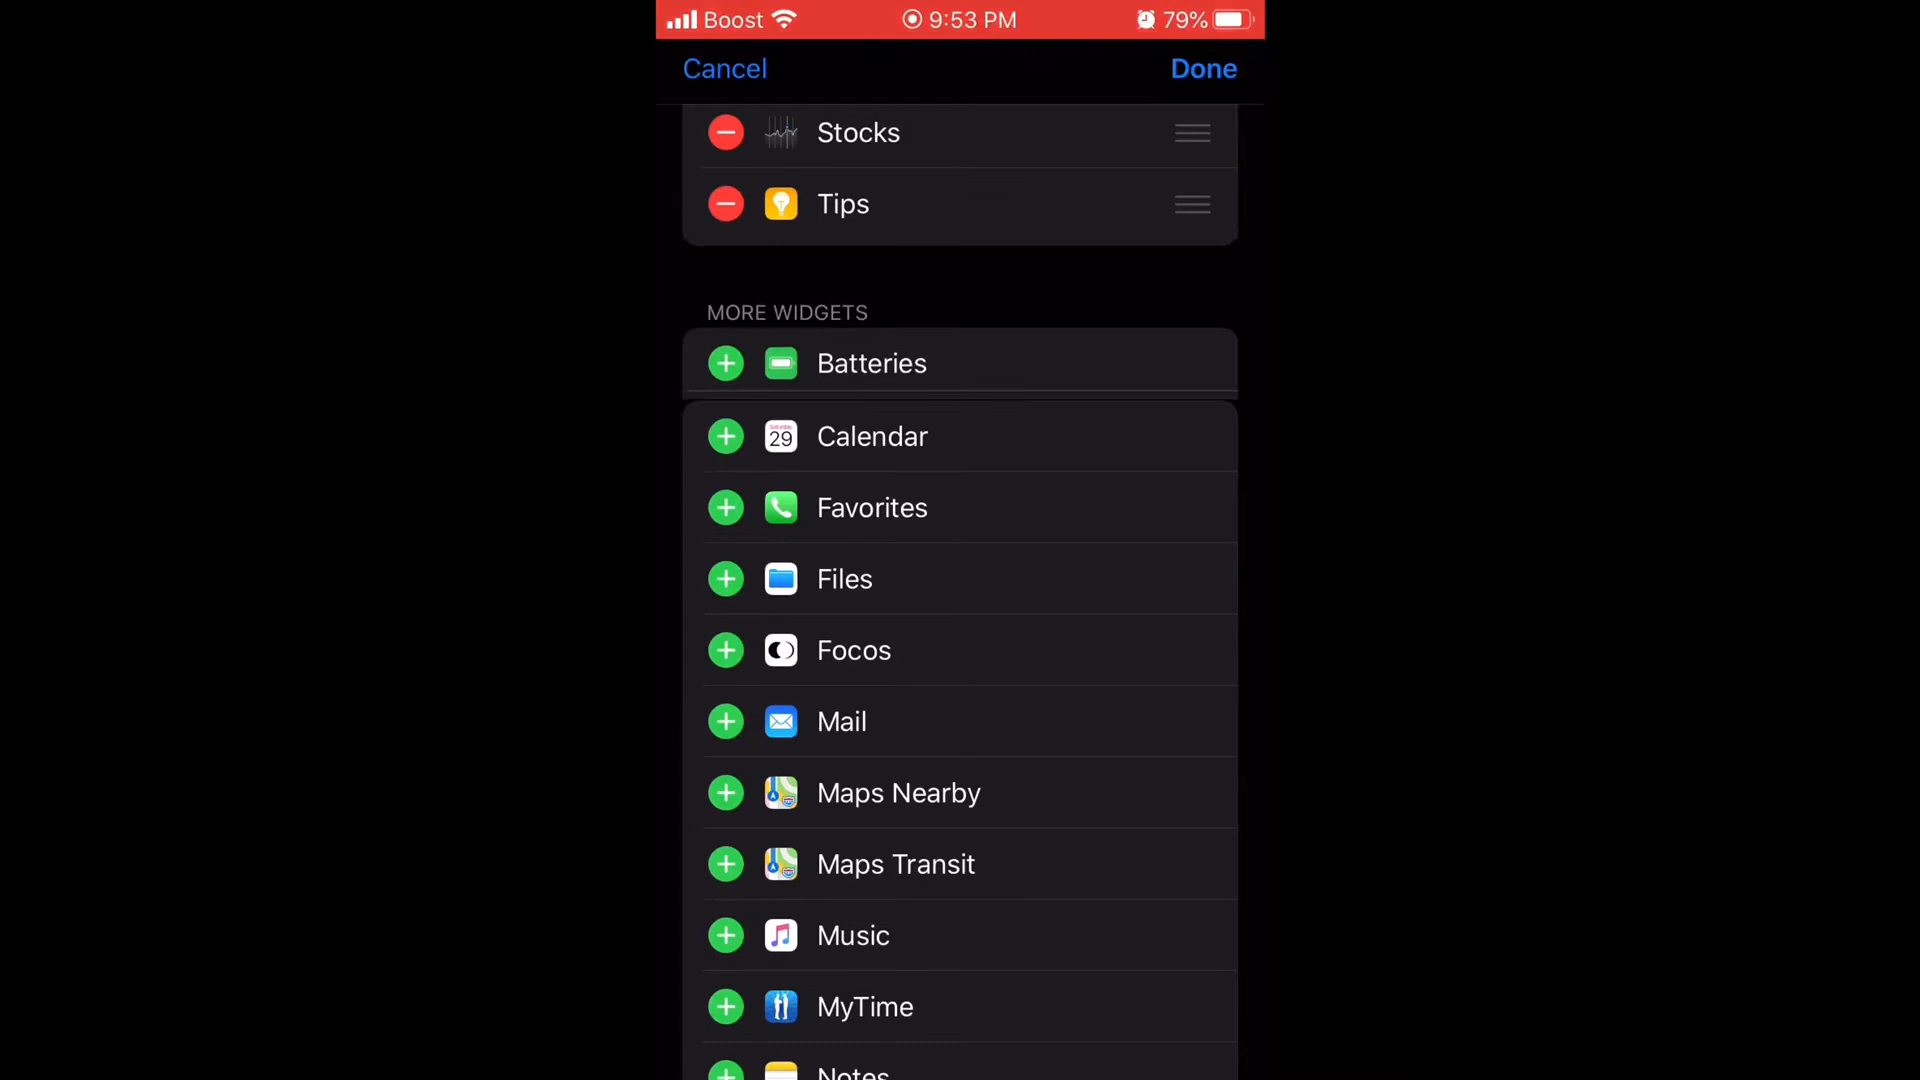 Boost 9:53 PM 79%
Cancel Done
Stocks
Tips
MORE WIDGETS
Batteries
Saturday
29
Calendar
Favorites
Files
Focos
Mail
Maps Nearby
Maps Transit
Music
MyTime
Notes